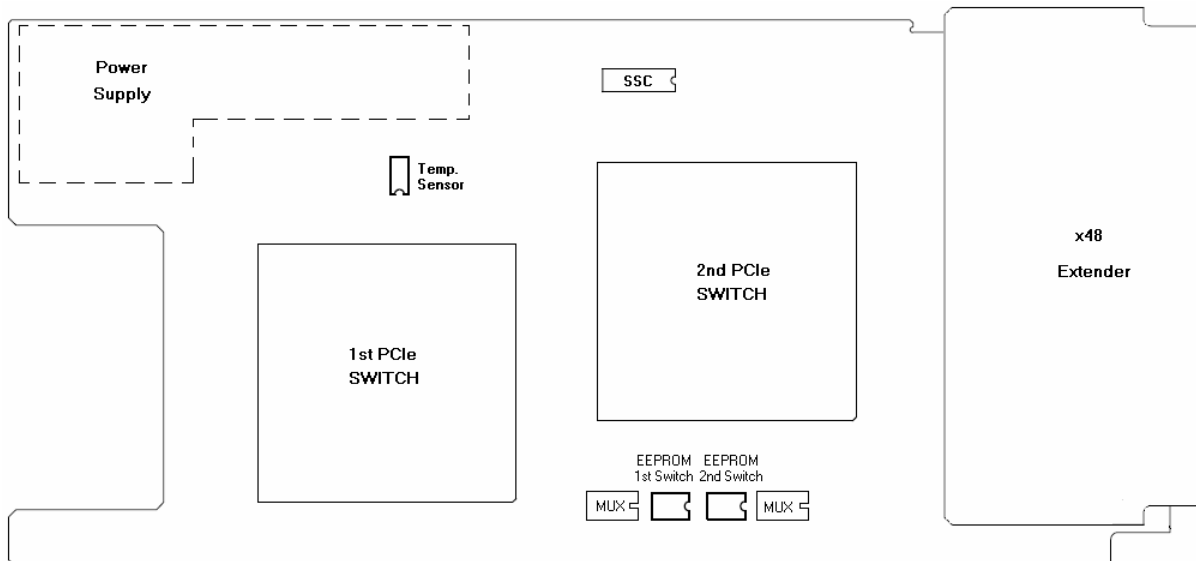 Power
Supply
SSC
Temp.
Sensor
2nd PCIe
SWITCH
x48
Extender
1st PCIe
SWITCH
EEPROM EEPROM
1st Switch 2nd Switch
MUX MUX